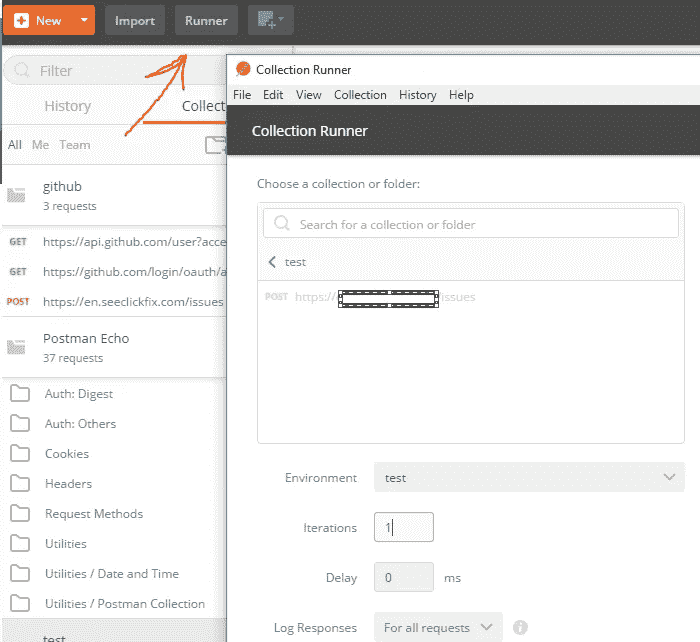 New Import Runner
Filter
History Collect
All Me Team
github
3 requests
GET https://api.github.com/user?acce
GET https://github.com/login/oauth/a
POST https://en.seeclickfix.com/issues
Postman Echo
37 requests
Auth: Digest
Auth: Others
Cookies
Headers
Request Methods
Utilities
Utilities / Date and Time
Utilities / Postman Collection
test
Collection Runner
File Edit View Collection History Help
Collection Runner
Choose a collection or folder:
Search for a collection or folder
test
POST https:// issues
Environment test
Iterations 1
Delay 0 ms
Log Responses For all requests